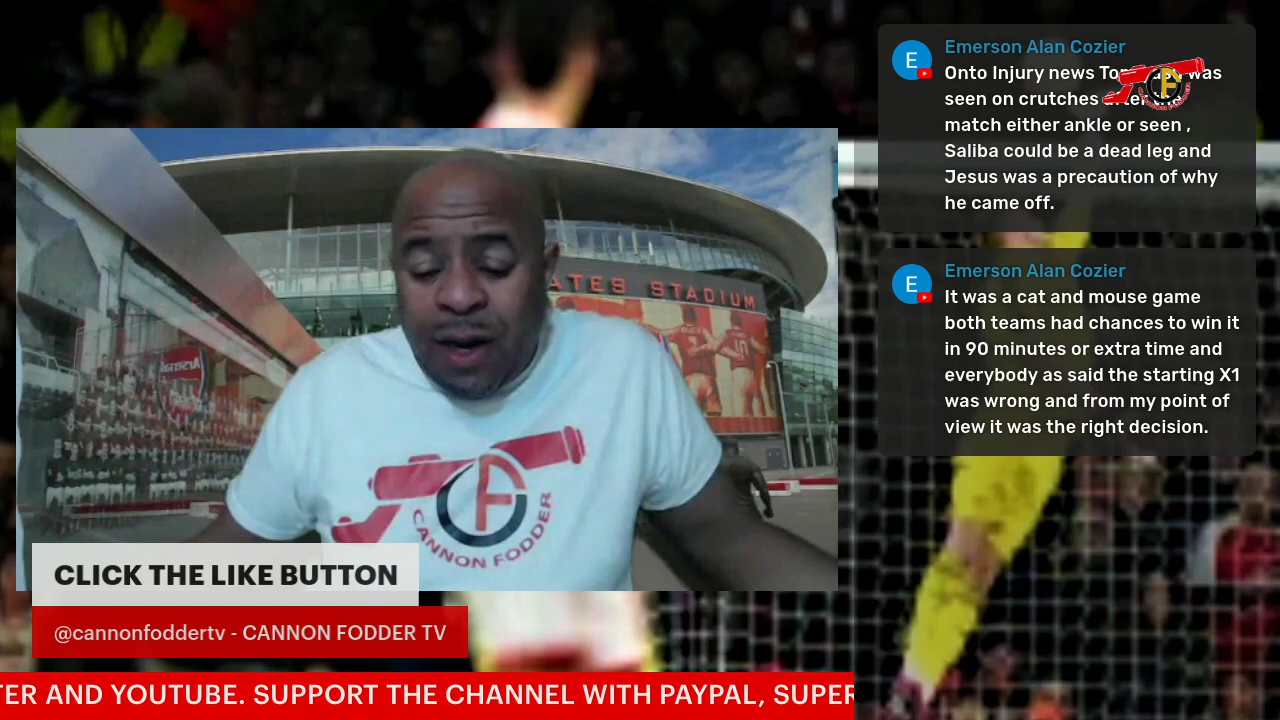 E
Emerson Alan Cozier
Onto Injury news was
seen on crutches after the
match either ankle or seen ,
Saliba could be a dead leg and
Jesus was a precaution of why
he came off.
E
Emerson Alan Cozier
It was a cat and mouse game
both teams had chances to win it
in 90 minutes or extra time and
everybody as said the starting X1
was wrong and from my point of
view it was the right decision.
ATES STADIUM
Arsenal
CF
CANNON FODDER
CLICK THE LIKE BUTTON
@cannonfoddertv - CANNON FODDER TV
TER AND YOUTUBE. SUPPORT THE CHANNEL WITH PAYPAL, SUPER